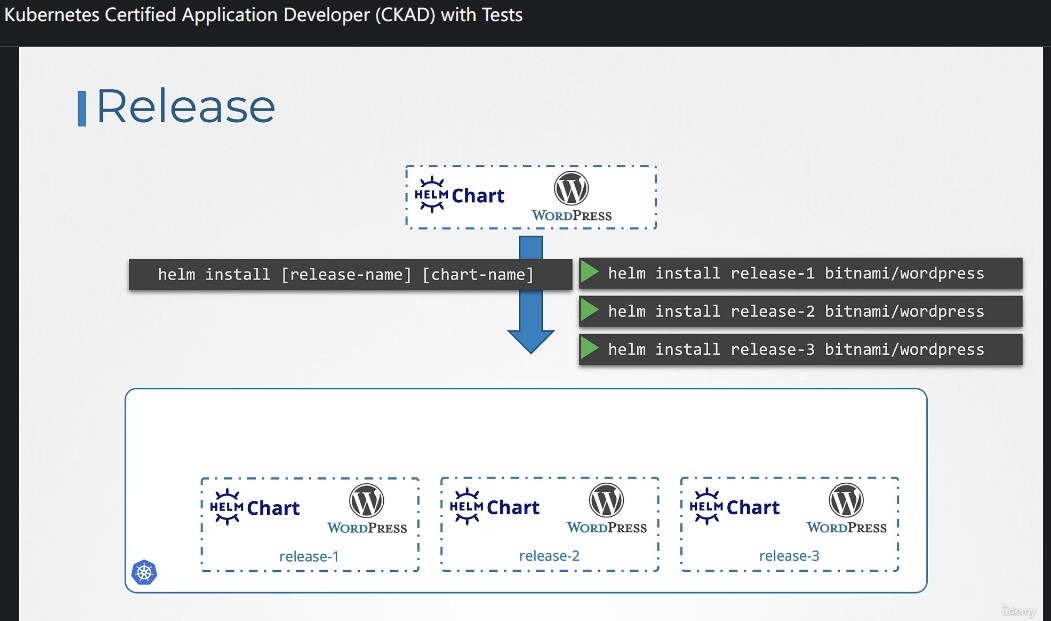 Kubernetes Certified Application Developer (CKAD) with Tests
Release
HELM Chart WORDPRESS
helm install [release-name] [chart-name]
helm install release-1 bitnami/wordpress
helm install release-2 bitnami/wordpress
helm install release-3 bitnami/wordpress
HELM Chart WORDPRESS
release-1
HELM Chart WORDPRESS
release-2
HELM Chart WORDPRESS
release-3
ûdemy